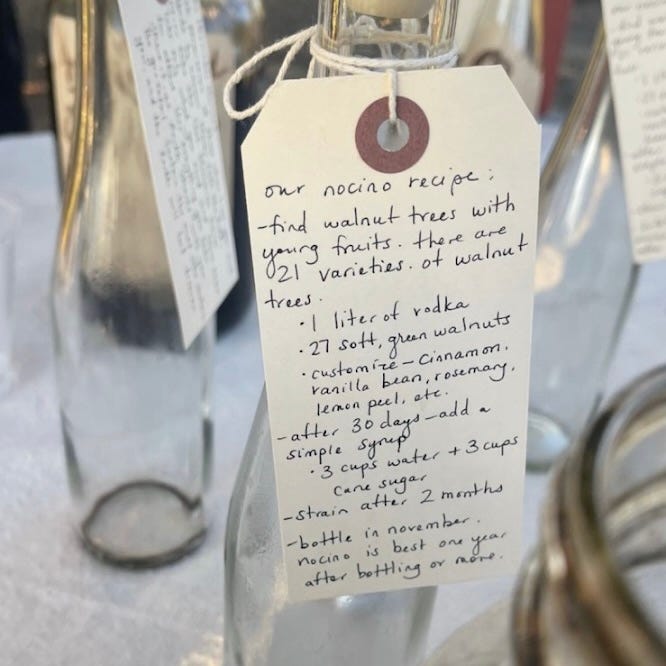 our nocino recipe:
-find walnut trees with
young fruits. there are
21 varieties. of walnut
trees.
• 1 liter of vodka
• 27 soft, green walnuts
• customize - cinnamon,
vanilla bean, rosemary,
lemon peel, etc.
- after 30 days - add a
simple syrup
• 3 cups water + 3 cups
cane sugar
- strain after 2 months
- bottle in november.
nocino is best one year
after bottling or more.